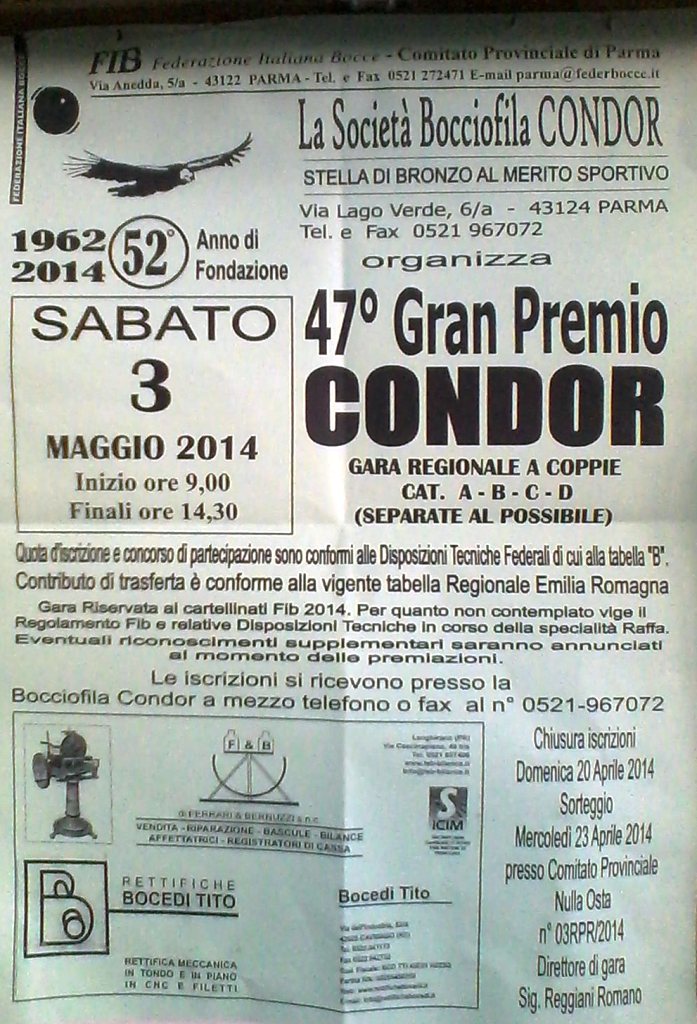 FEDERAZIONE ITALIANA BOCCE
FIB Federazione Italiana Bocce - Comitato Provinciale di Parma
Via Anedda, 5/a - 43122 PARMA - Tel. e Fax 0521 272471 E-mail parma@federbocce.it
La Società Bocciofila CONDOR
STELLA DI BRONZO AL MERITO SPORTIVO
Via Lago Verde, 6/a - 43124 PARMA
Tel. e Fax 0521 967072
organizza
1962
2014
52°
Anno di
Fondazione
SABATO
3
MAGGIO 2014
Inizio ore 9,00
Finali ore 14,30
47° Gran Premio
CONDOR
GARA REGIONALE A COPPIE
CAT. A - B - C - D
(SEPARATE AL POSSIBILE)
Quota d'iscrizione e concorso di partecipazione sono conformi alle Disposizioni Tecniche Federali di cui alla tabella "B".
Contributo di trasferta è conforme alla vigente tabella Regionale Emilia Romagna
Gara Riservata ai cartellinati Fib 2014. Per quanto non contemplato vige il
Regolamento Fib e relative Disposizioni Tecniche in corso della specialità Raffa.
Eventuali riconoscimenti supplementari saranno annunciati
al momento delle premiazioni.
Le iscrizioni si ricevono presso la
Bocciofila Condor a mezzo telefono o fax al n° 0521-967072
F & B
di FERRARI & BERNUZZI s.n.c.
VENDITA - RIPARAZIONE - BASCULE - BILANCE
AFFETTATRICI - REGISTRATORI DI CASSA
Langhirano (PR)
ICIM
Bo
RETTIFICHE
BOCEDI TITO
RETTIFICA MECCANICA
IN TONDO E IN PIANO
IN CNC E FILETTI
Bocedi Tito
Chiusura iscrizioni
Domenica 20 Aprile 2014
Sorteggio
Mercoledì 23 Aprile 2014
presso Comitato Provinciale
Nulla Osta
n° 03RPR/2014
Direttore di gara
Sig. Reggiani Romano